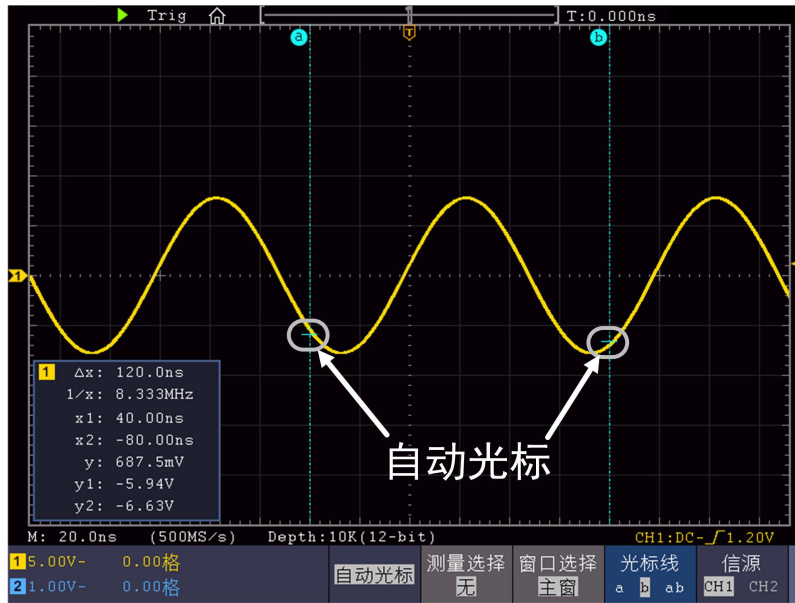 Trig T:0.000ns
T
a b
1
1 Δx: 120.0ns
1/x: 8.333MHz
x1: 40.00ns
x2: -80.00ns
y: 687.5mV
y1: -5.94V
y2: -6.63V
自动光标
M: 20.0ns (500MS/s) Depth:10K(12-bit) CH1:DC-
1.20V
1 5.00V- 0.00格
2 1.00V- 0.00格
自动光标
测量选择
无
窗口选择
主窗
光标线
a b ab
信源
CH1 CH2